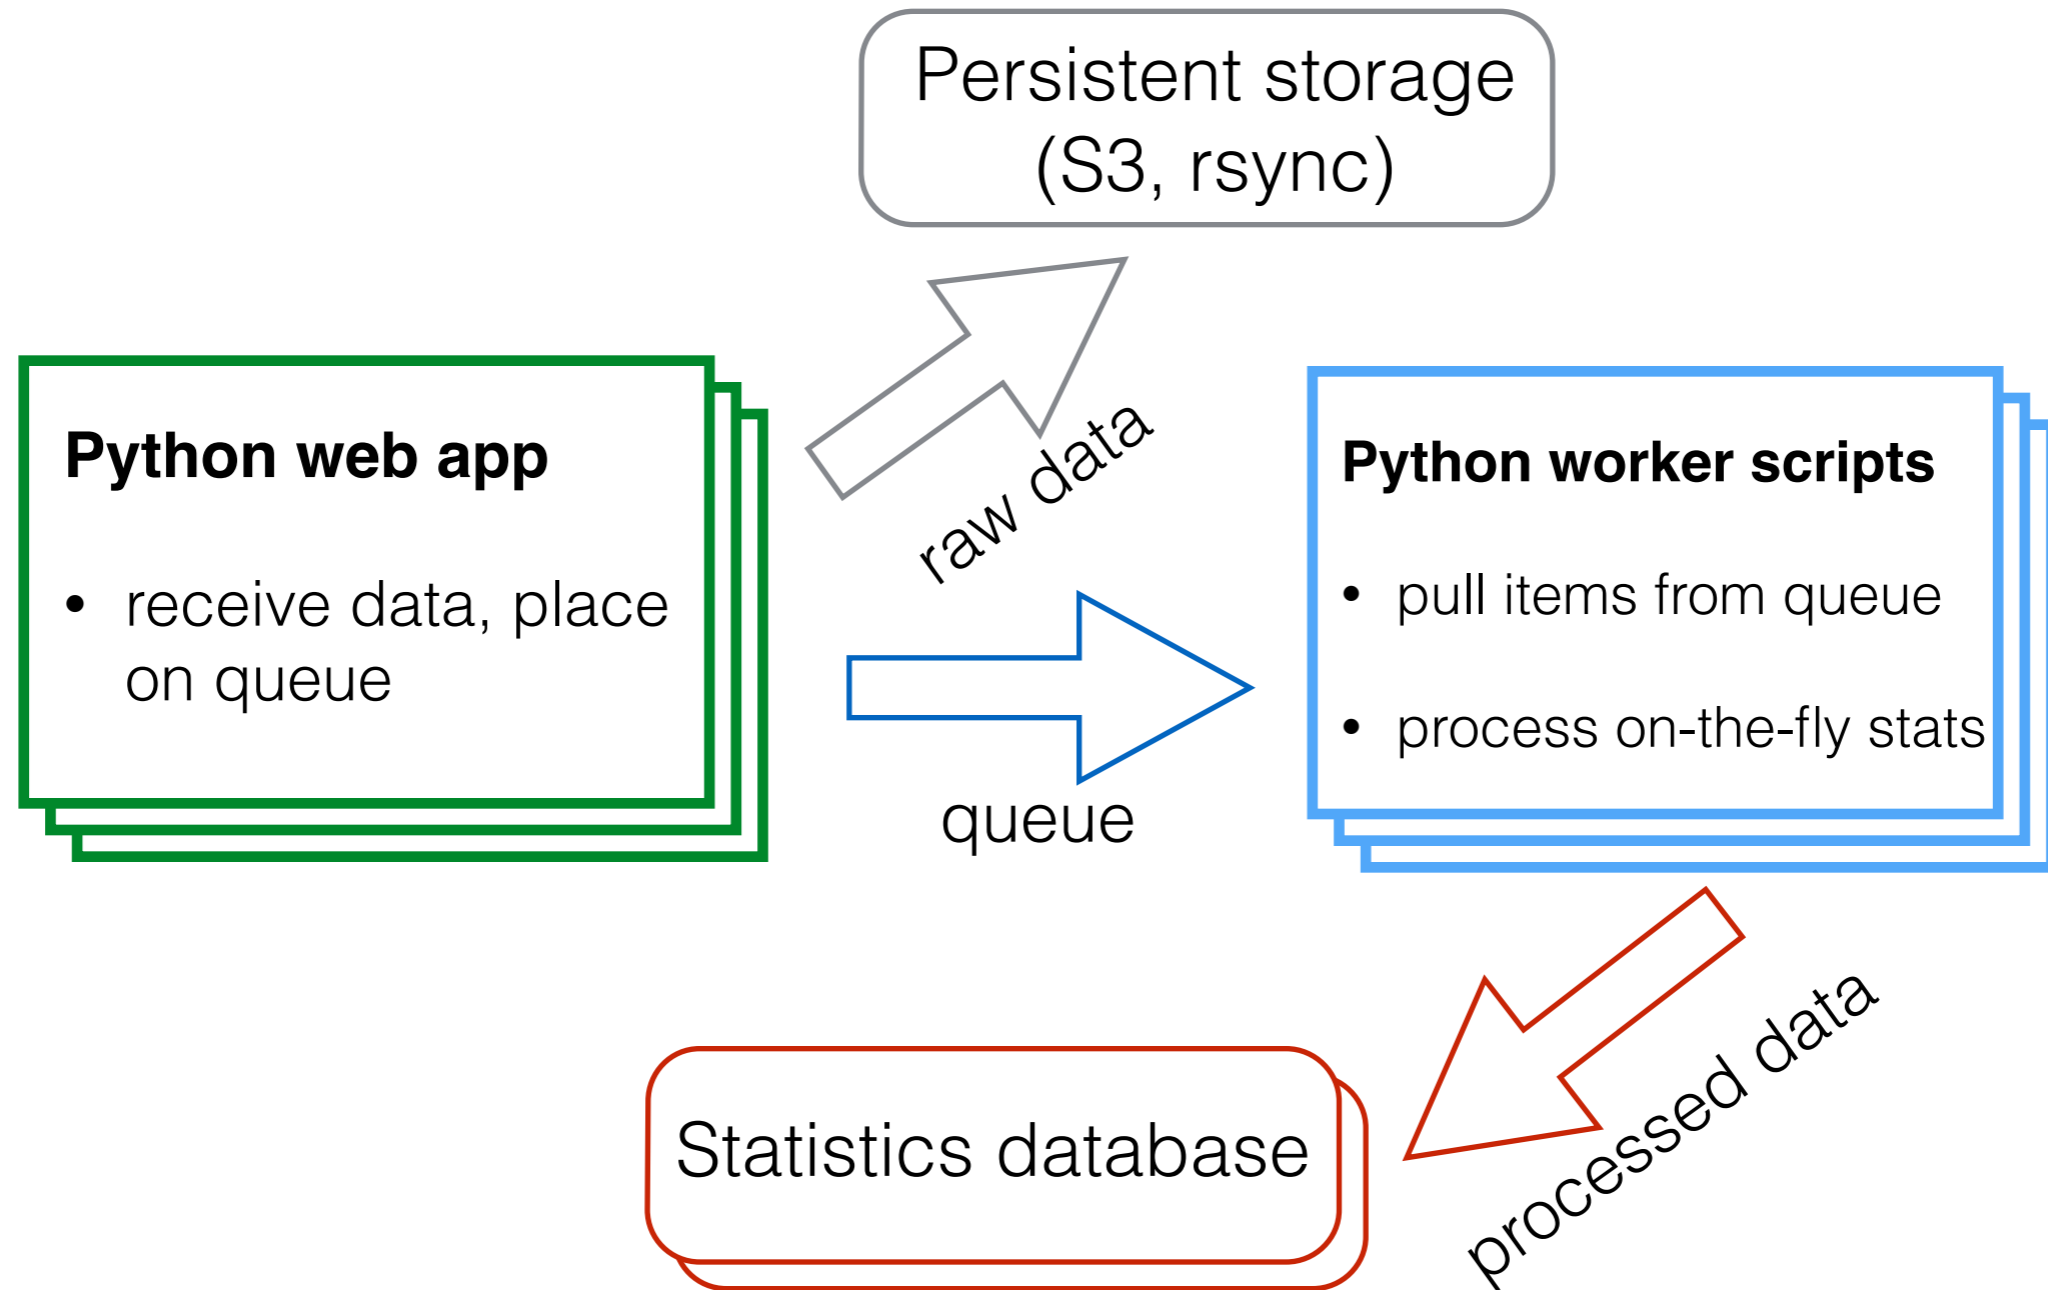 Persistent storage
(S3, rsync)
raw data
Python web app
• receive data, place
on queue
queue
Python worker scripts
• pull items from queue
• process on-the-fly stats
processed data
Statistics database